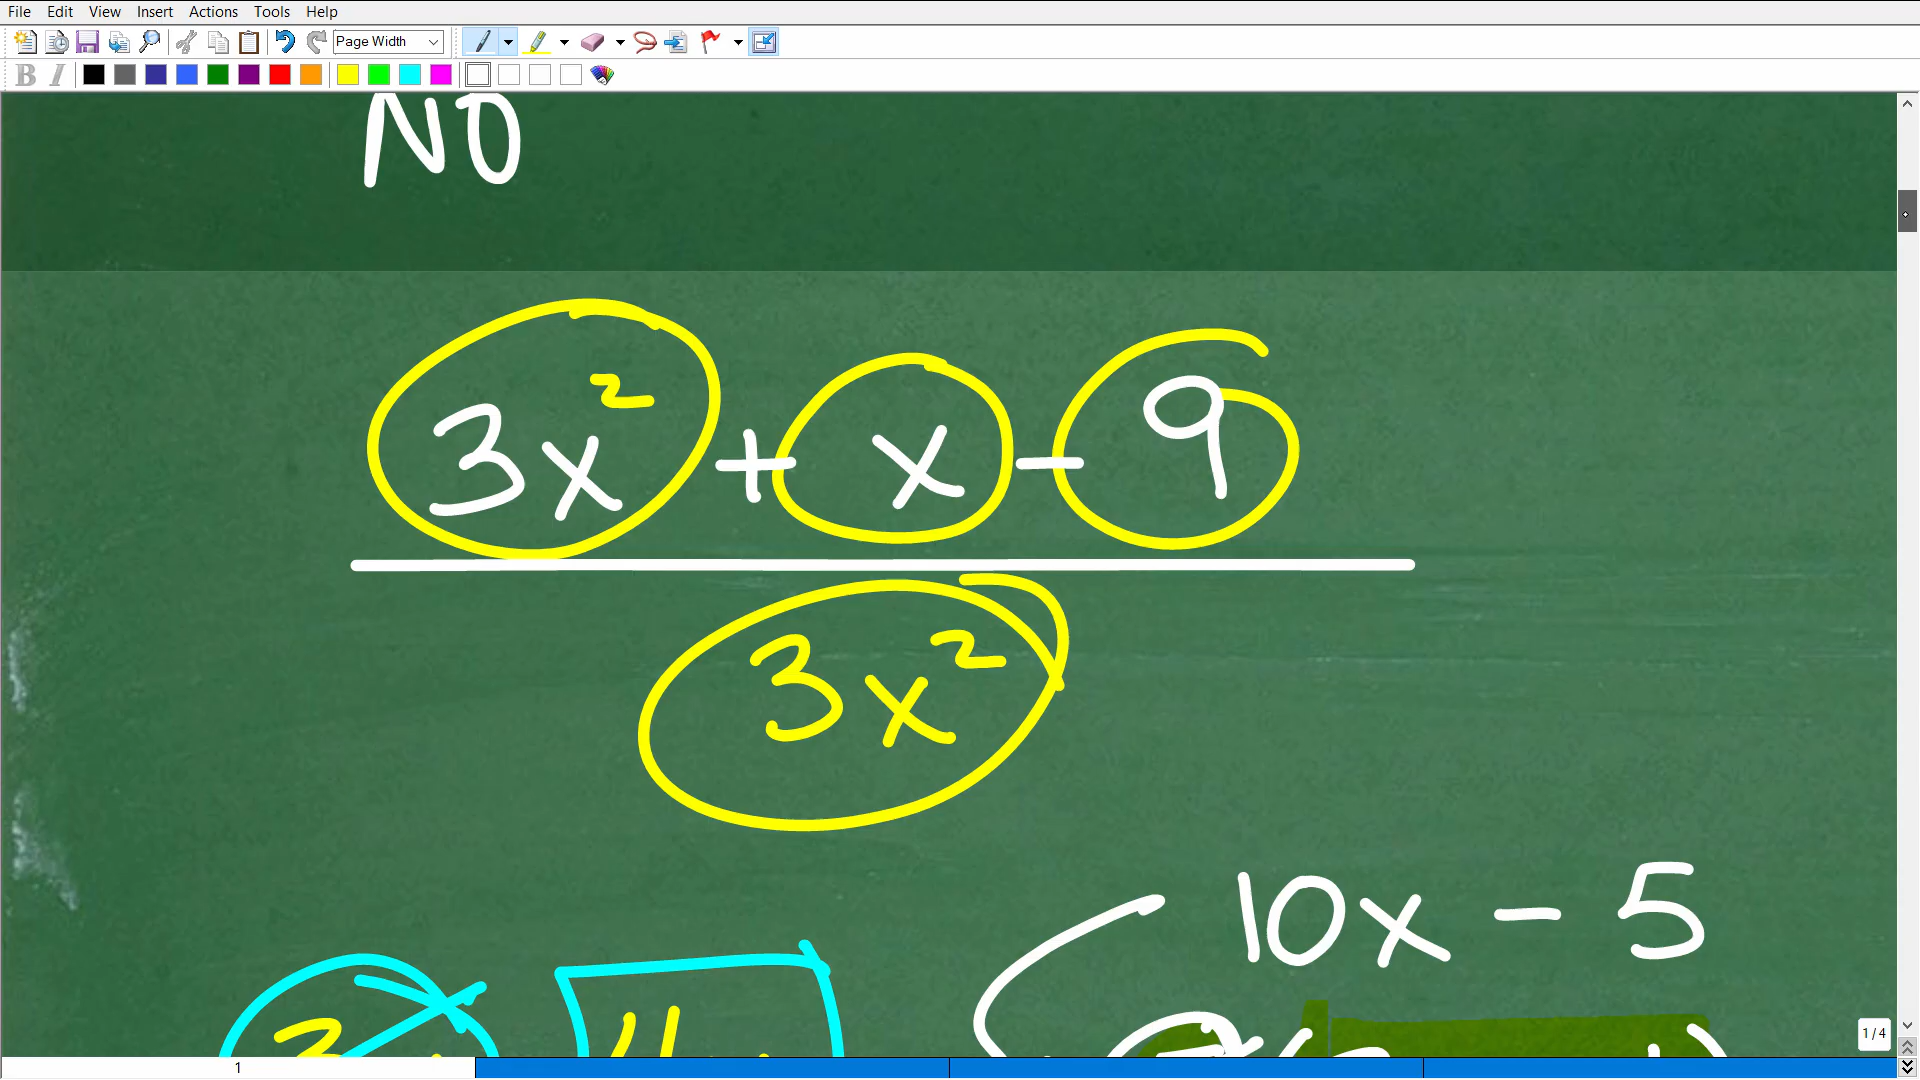 File Edit View Insert Actions Tools Help
Page Width
B I
NO
3x² + x - 9
3x²
10x - 5
1 / 4
1